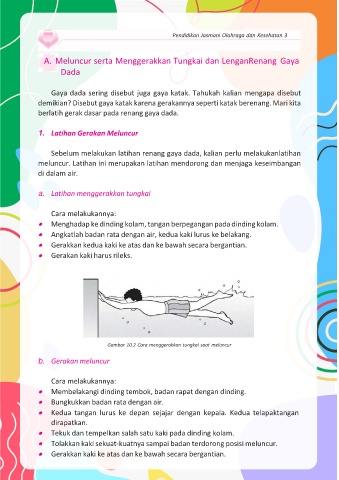 Pendidikan Jasmani Olahraga dan Kesehatan 3
A. Meluncur serta Menggerakkan Tungkai dan LenganRenang Gaya
Dada
Gaya dada sering disebut juga gaya katak. Tahukah kalian mengapa disebut
demikian? Disebut gaya katak karena gerakannya seperti katak berenang. Mari kita
berlatih gerak dasar pada renang gaya dada.
1. Latihan Gerakan Meluncur
Sebelum melakukan latihan renang gaya dada, kalian perlu melakukanlatihan
meluncur. Latihan ini merupakan latihan mendorong dan menjaga keseimbangan
di dalam air.
a. Latihan menggerakkan tungkai
Cara melakukannya:
• Menghadap ke dinding kolam, tangan berpegangan pada dinding kolam.
• Angkatlah badan rata dengan air, kedua kaki lurus ke belakang.
• Gerakkan kedua kaki ke atas dan ke bawah secara bergantian.
• Gerakan kaki harus rileks.
Gambar 10.2 Cara menggerakkan tungkai saat meluncur
b. Gerakan meluncur
Cara melakukannya:
• Membelakangi dinding tembok, badan rapat dengan dinding.
• Bungkukkan badan rata dengan air.
• Kedua tangan lurus ke depan sejajar dengan kepala. Kedua telapaktangan
dirapatkan.
• Tekuk dan tempelkan salah satu kaki pada dinding kolam.
• Tolakkan kaki sekuat-kuatnya sampai badan terdorong posisi meluncur.
• Gerakkan kaki ke atas dan ke bawah secara bergantian.